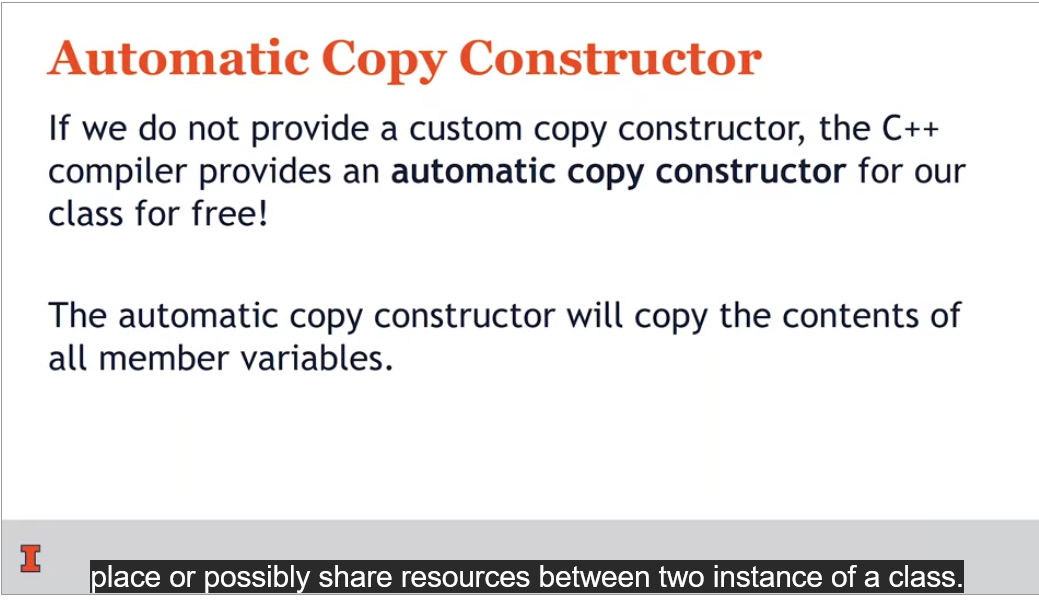 Automatic Copy Constructor
If we do not provide a custom copy constructor, the C++
compiler provides an automatic copy constructor for our
class for free!
The automatic copy constructor will copy the contents of
all member variables.
I
place or possibly share resources between two instance of a class.